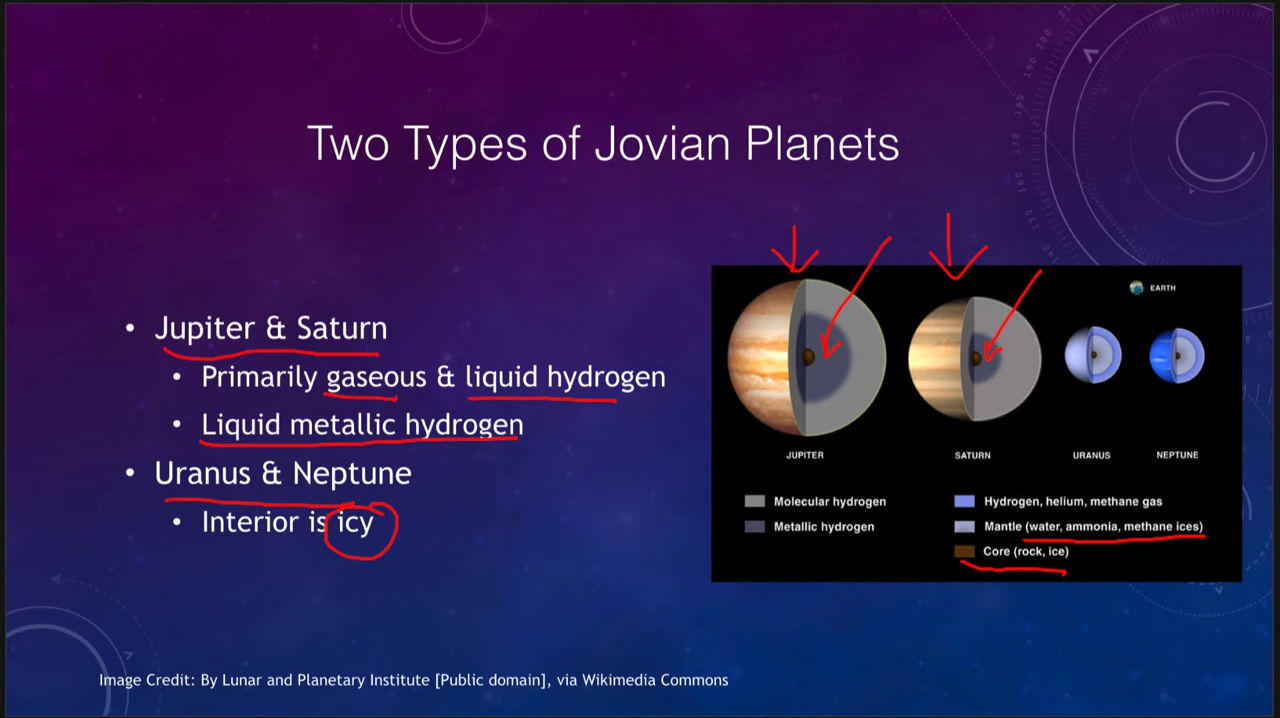 Two Types of Jovian Planets
• Jupiter & Saturn
• Primarily gaseous & liquid hydrogen
• Liquid metallic hydrogen
• Uranus & Neptune
• Interior is icy
EARTH
JUPITER SATURN URANUS NEPTUNE
Molecular hydrogen
Metallic hydrogen
Hydrogen, helium, methane gas
Mantle (water, ammonia, methane ices)
Core (rock, ice)
Image Credit: By Lunar and Planetary Institute [Public domain], via Wikimedia Commons